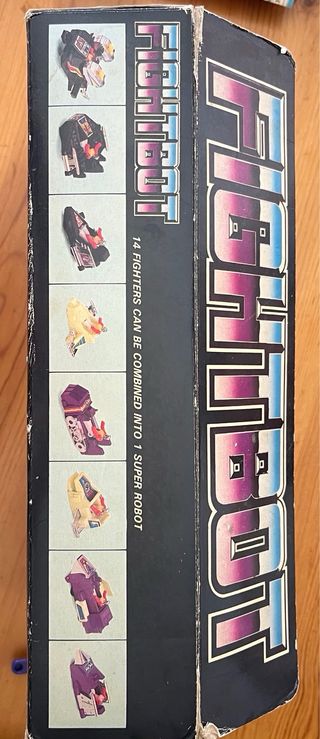 FIGHTBOT
FIGHTBOT
14 FIGHTERS CAN BE COMBINED INTO 1 SUPER ROBOT